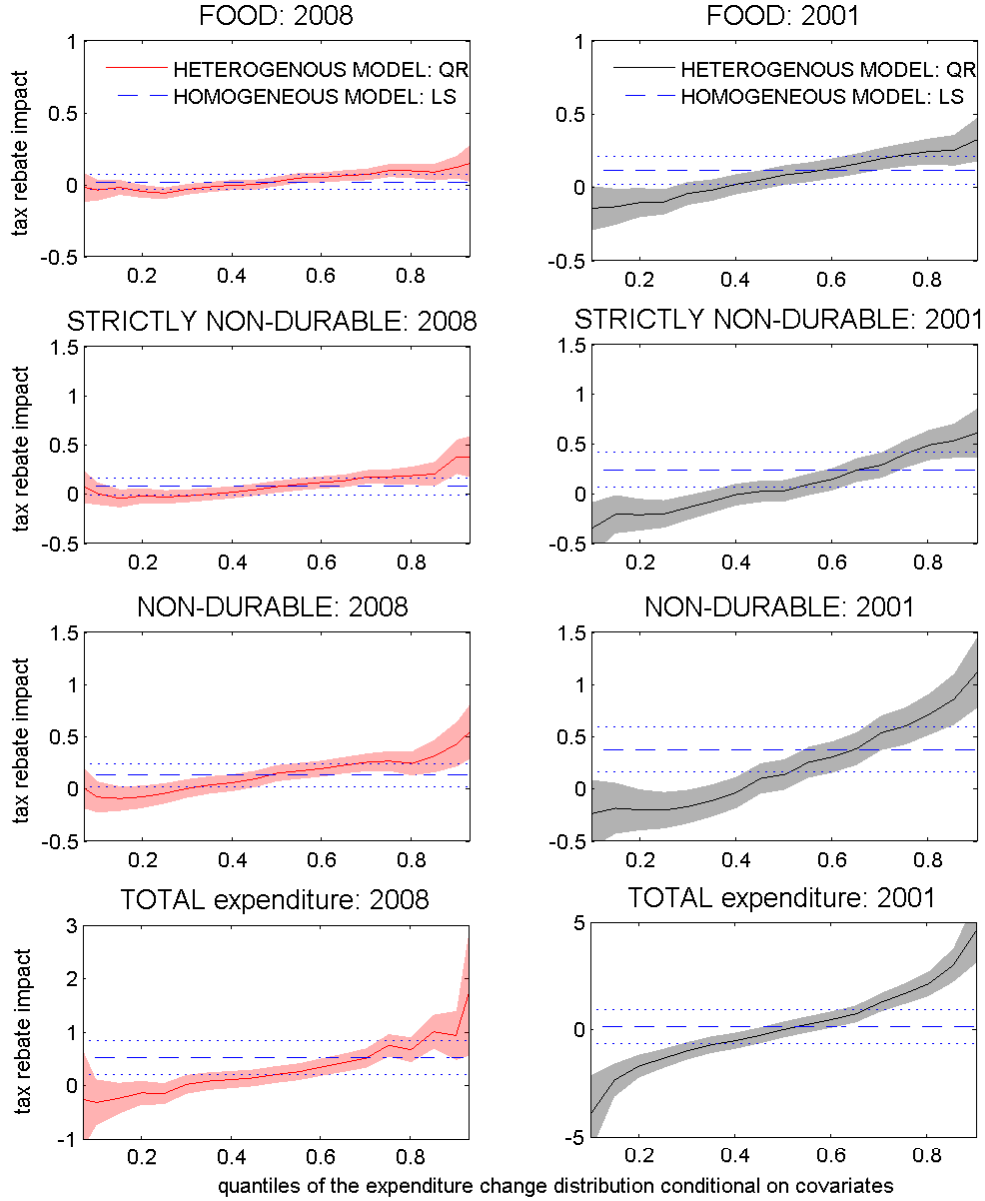 FOOD: 2008
1
0.5
0
-0.5
HETEROGENOUS MODEL: QR
HOMOGENEOUS MODEL: LS
tax rebate impact
0.2 0.4 0.6 0.8
FOOD: 2001
1
0.5
0
-0.5
HETEROGENOUS MODEL: QR
HOMOGENEOUS MODEL: LS
0.2 0.4 0.6 0.8
STRICTLY NON-DURABLE: 2008
1.5
1
0.5
0
-0.5
tax rebate impact
0.2 0.4 0.6 0.8
STRICTLY NON-DURABLE: 2001
1.5
1
0.5
0
-0.5
0.2 0.4 0.6 0.8
NON-DURABLE: 2008
1.5
1
0.5
0
-0.5
tax rebate impact
0.2 0.4 0.6 0.8
NON-DURABLE: 2001
1.5
1
0.5
0
-0.5
0.2 0.4 0.6 0.8
TOTAL expenditure: 2008
3
2
1
0
-1
tax rebate impact
0.2 0.4 0.6 0.8
TOTAL expenditure: 2001
5
0
-5
0.2 0.4 0.6 0.8
quantiles of the expenditure change distribution conditional on covariates